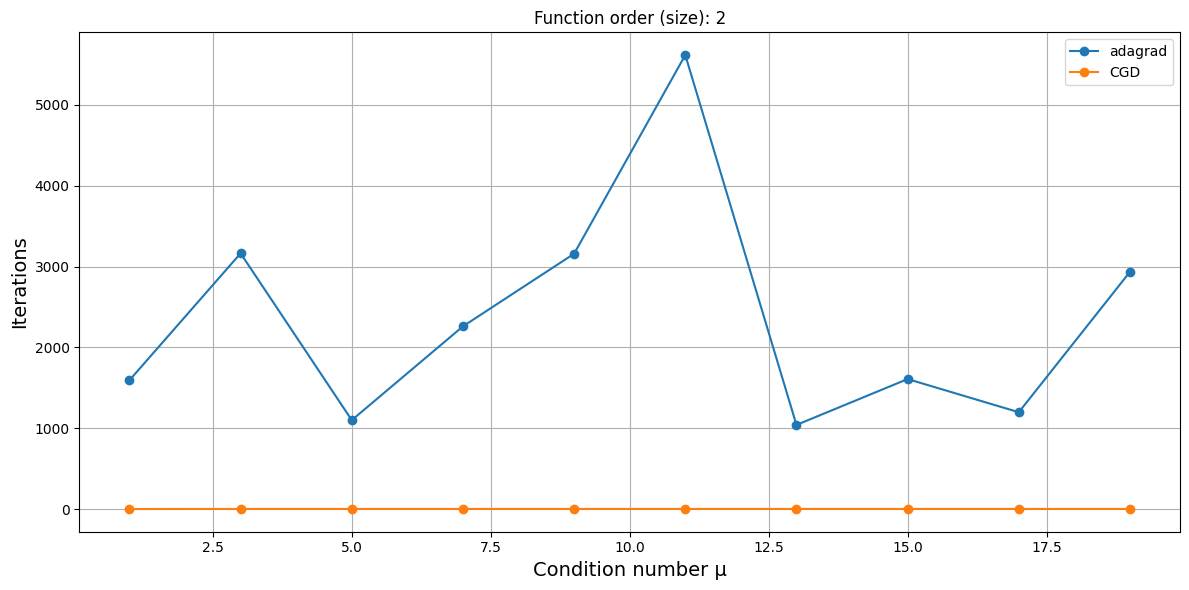 Function order (size): 2
adagrad
CGD
Iterations
5000
4000
3000
2000
1000
0
2.5 5.0 7.5 10.0 12.5 15.0 17.5
Condition number μ